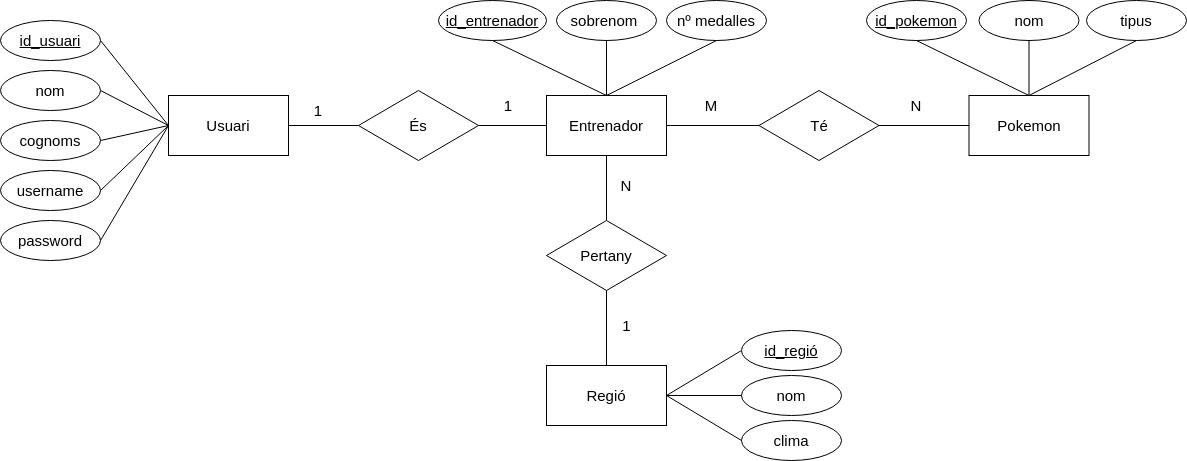 id_entrenador
sobrenom
nº medalles
id_pokemon
nom
tipus
id_usuari
nom
cognoms
username
password
Usuari
1
És
1
Entrenador
M
Té
N
Pokemon
N
Pertany
1
Regió
id_regió
nom
clima